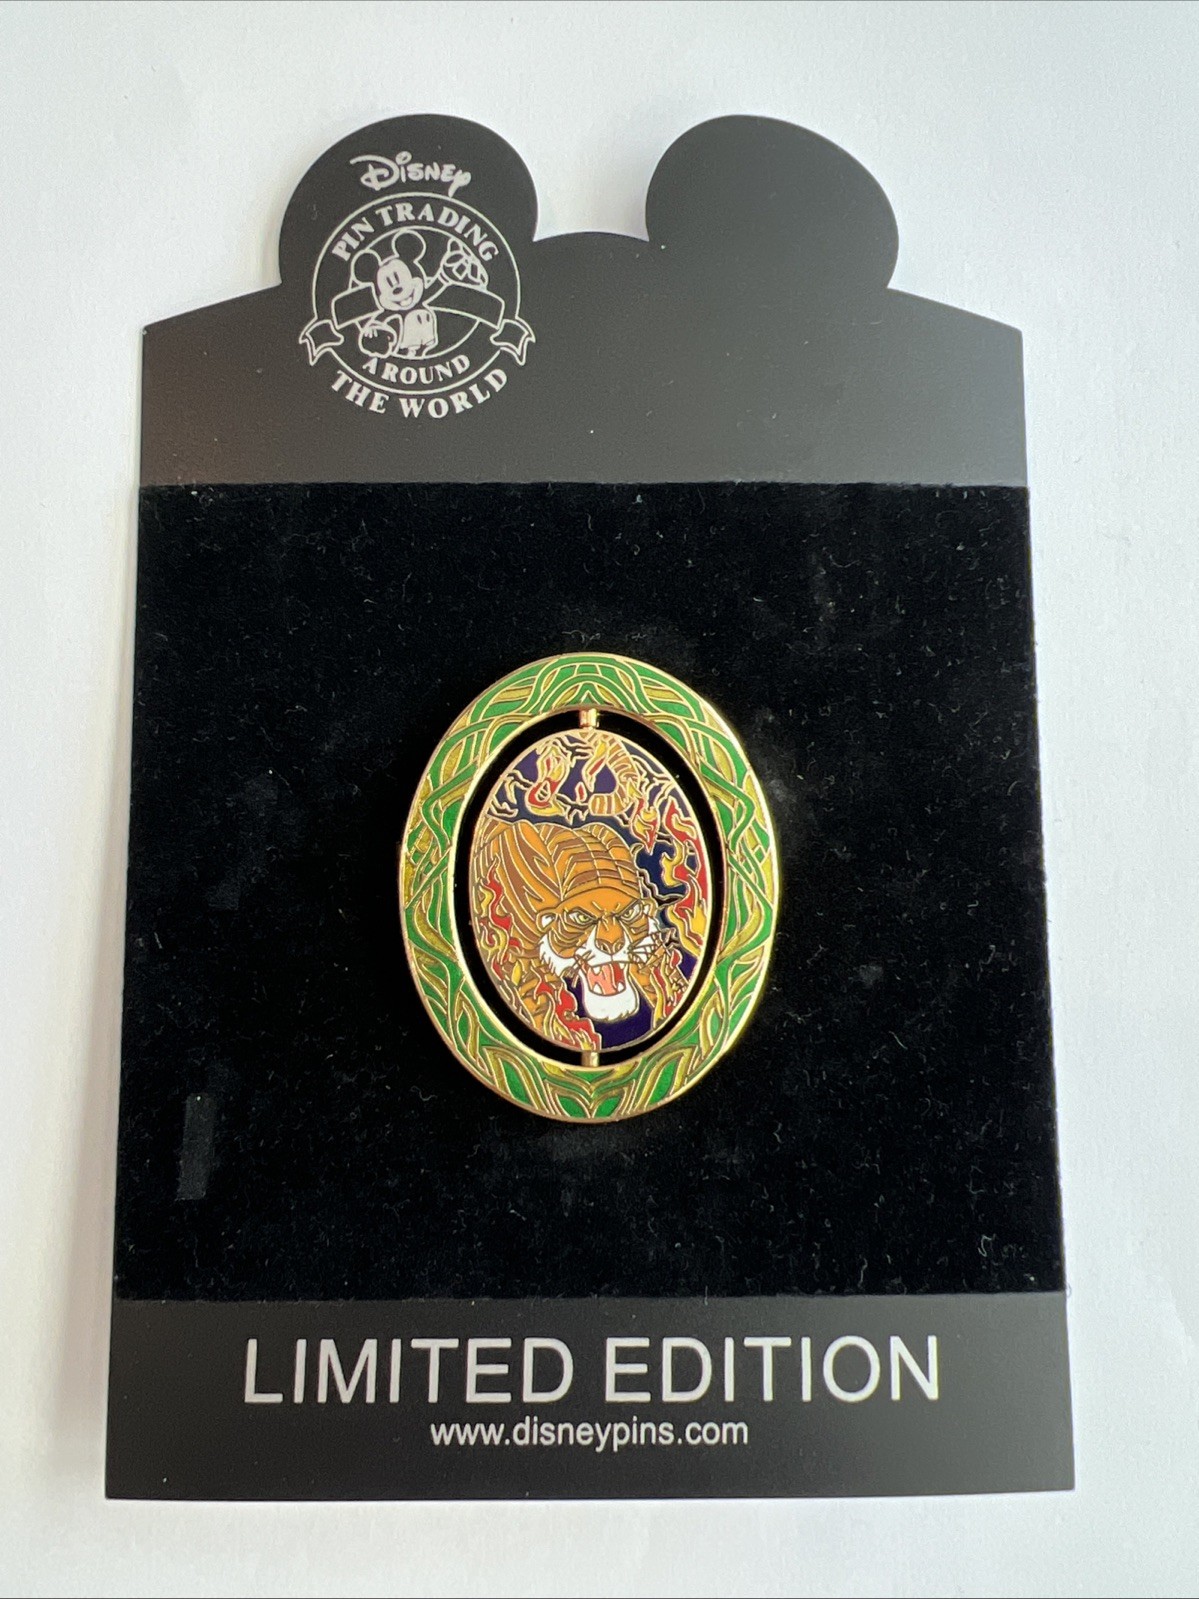 Disney
PIN TRADING
AROUND
THE WORLD
LIMITED EDITION
www.disneypins.com